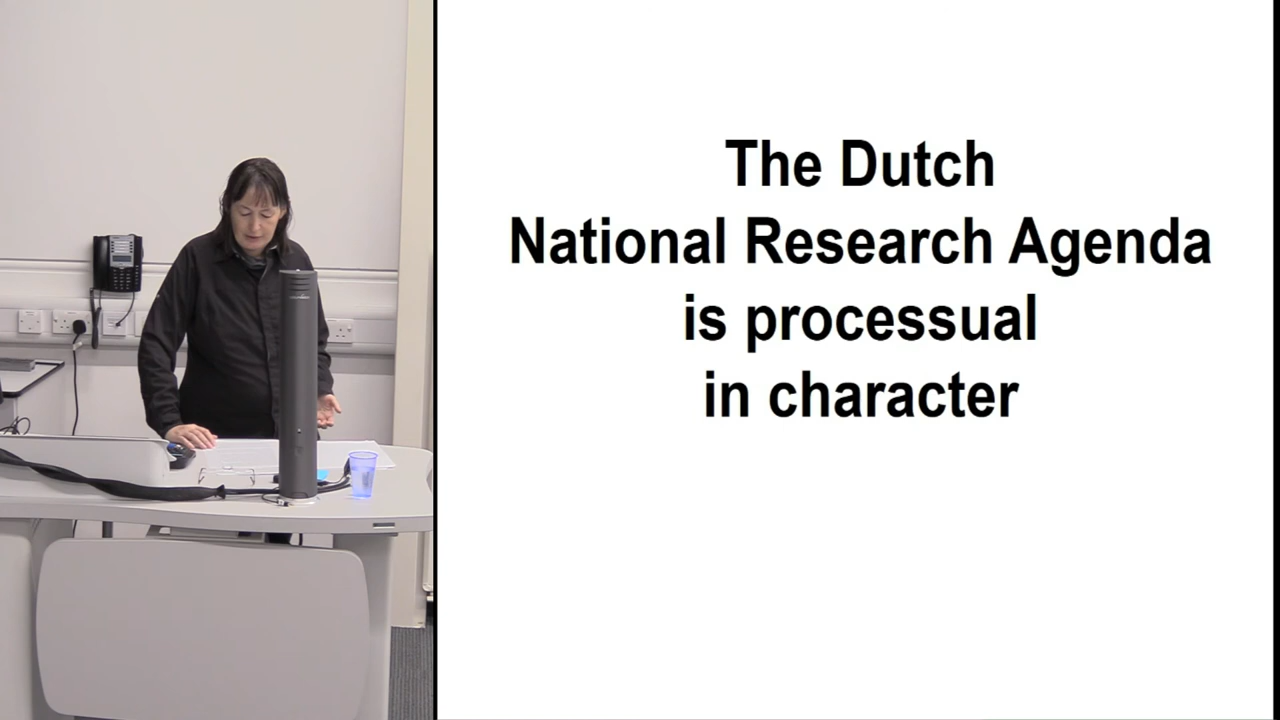 The Dutch
National Research Agenda
is processual
in character